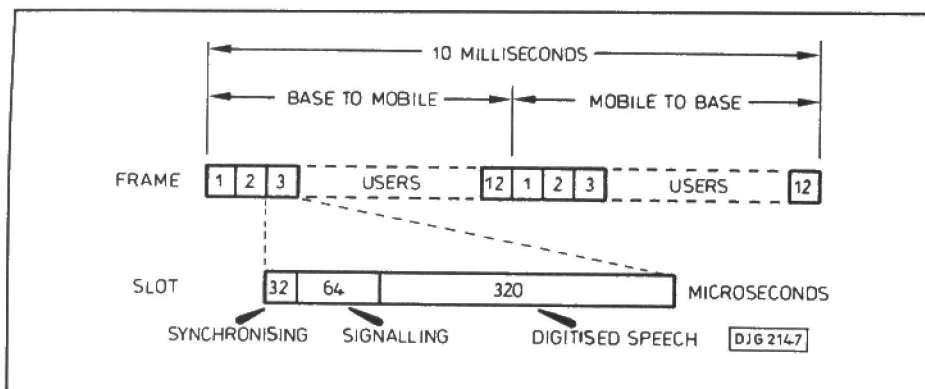 10 MILLISECONDS
BASE TO MOBILE MOBILE TO BASE
FRAME 1 2 3 USERS 12 1 2 3 USERS 12
SLOT 32 64 320 MICROSECONDS
SYNCHRONISING SIGNALLING DIGITISED SPEECH DJG 2147